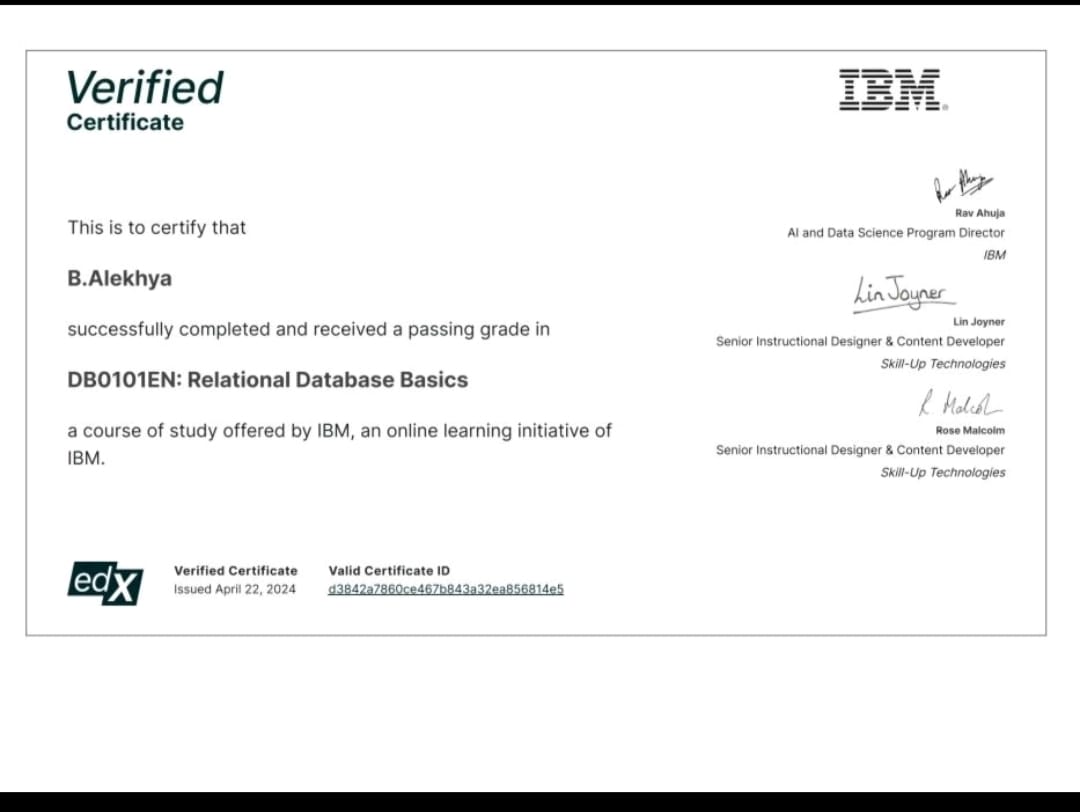 Verified
Certificate
IBM
This is to certify that
B.Alekhya
successfully completed and received a passing grade in
DB0101EN: Relational Database Basics
a course of study offered by IBM, an online learning initiative of
IBM.
Rav Ahuja
AI and Data Science Program Director
IBM
Lin Joyner
Lin Joyner
Senior Instructional Designer & Content Developer
Skill-Up Technologies
R. Malcolm
Rose Malcolm
Senior Instructional Designer & Content Developer
Skill-Up Technologies
edX
Verified Certificate
Issued April 22, 2024
Valid Certificate ID
d3842a7860ce467b843a32ea856814e5